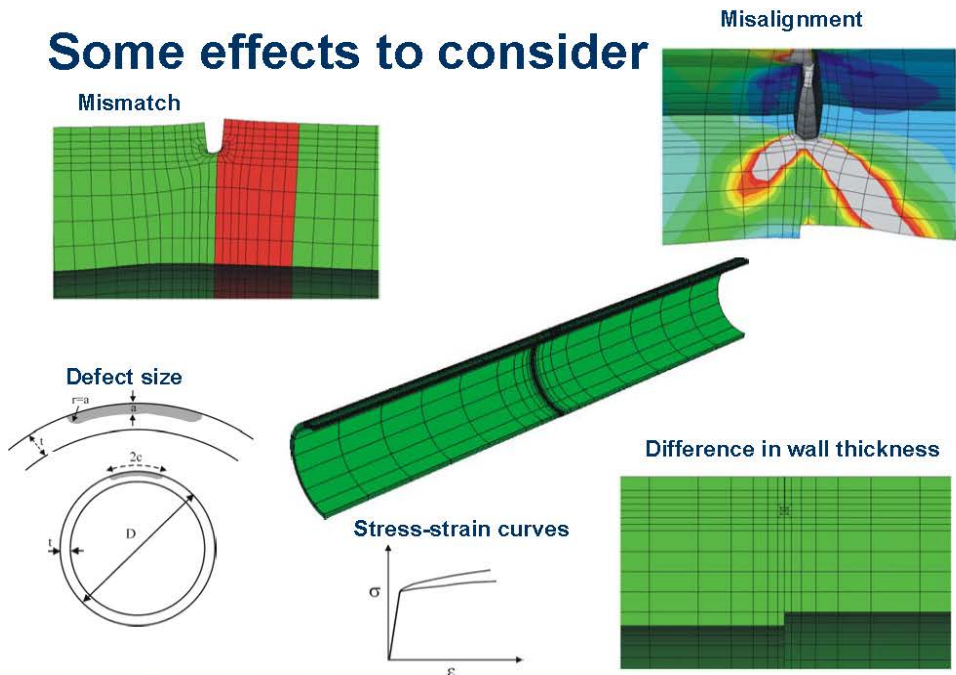 Some effects to consider
Misalignment
Mismatch
Defect size
r=a
a
t
2c
D
t
Difference in wall thickness
Stress-strain curves
σ
ε